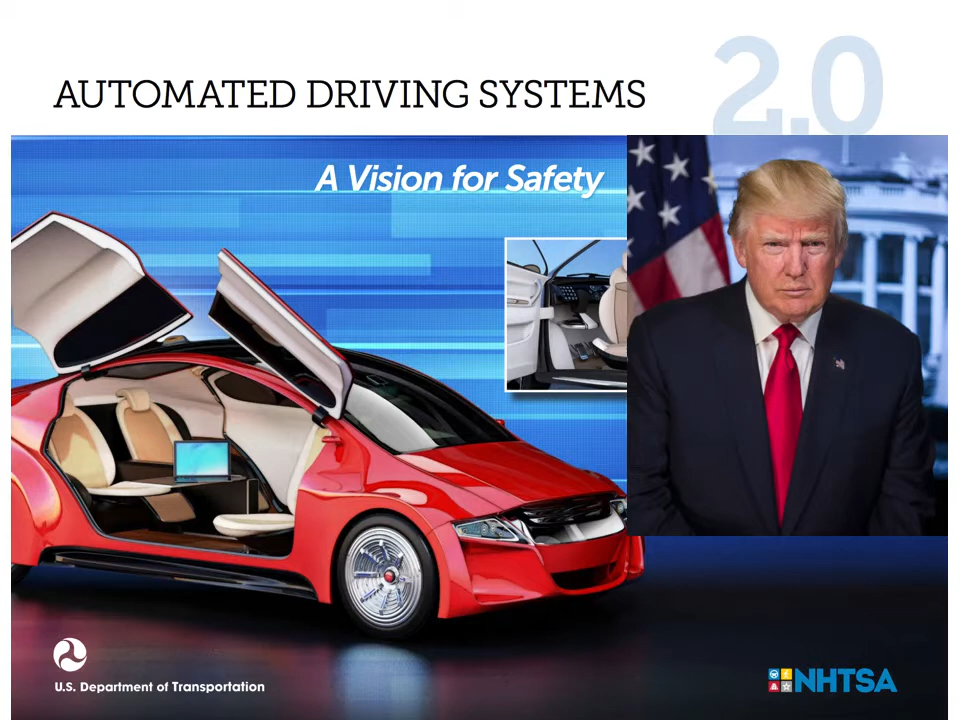 2.0
AUTOMATED DRIVING SYSTEMS
A Vision for Safety
U.S. Department of Transportation
NHTSA